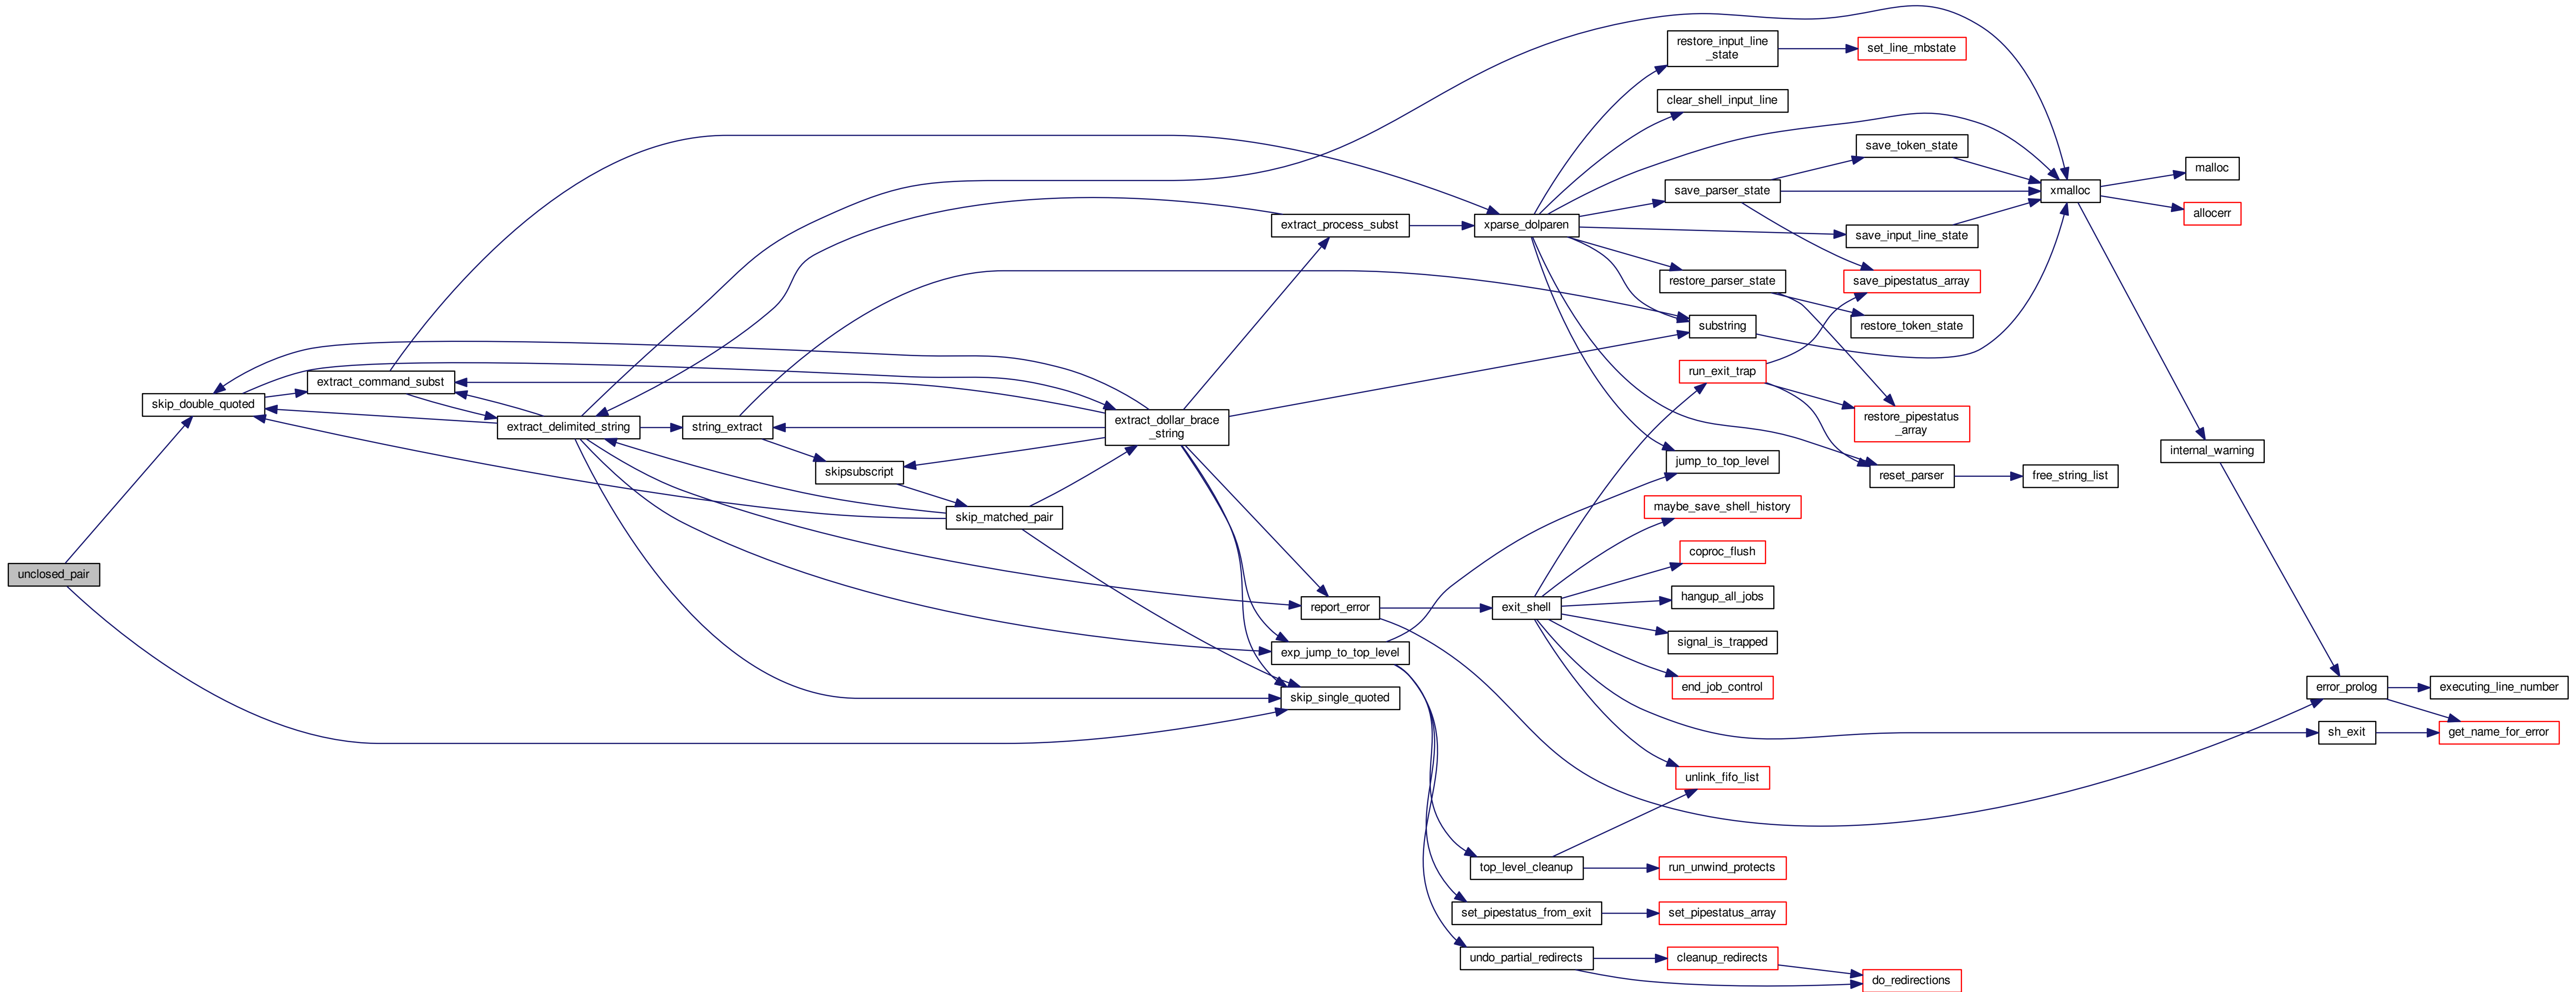 restore_input_line
_state
set_line_mbstate
clear_shell_input_line
save_token_state
malloc
save_parser_state
xmalloc
allocerr
extract_process_subst
xparse_dolparen
save_input_line_state
restore_parser_state
save_pipestatus_array
substring
restore_token_state
run_exit_trap
extract_command_subst
skip_double_quoted
extract_delimited_string
string_extract
extract_dollar_brace
_string
restore_pipestatus
_array
internal_warning
jump_to_top_level
skipsubscript
reset_parser
free_string_list
maybe_save_shell_history
skip_matched_pair
coproc_flush
unclosed_pair
hangup_all_jobs
report_error
exit_shell
signal_is_trapped
exp_jump_to_top_level
end_job_control
error_prolog
executing_line_number
skip_single_quoted
sh_exit
get_name_for_error
unlink_fifo_list
top_level_cleanup
run_unwind_protects
set_pipestatus_from_exit
set_pipestatus_array
undo_partial_redirects
cleanup_redirects
do_redirections